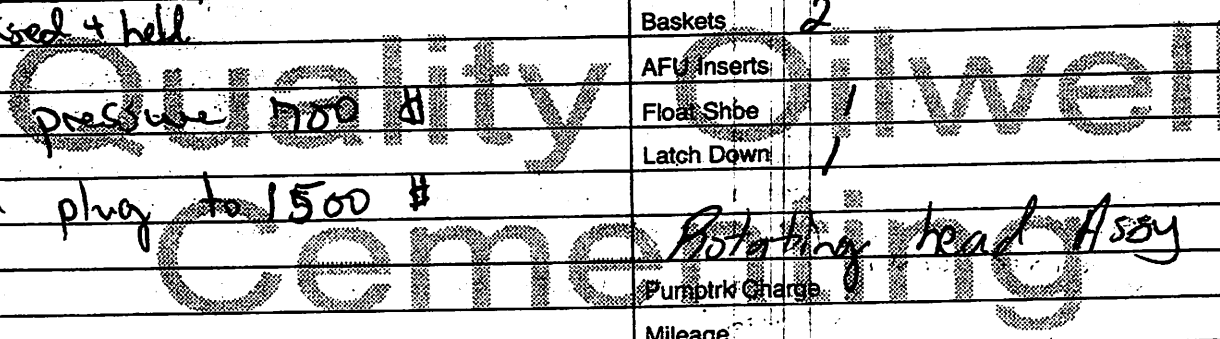 sed + held
Baskets 2
AFU Inserts
pressure 700 #
Float Shoe 1
Latch Down 1
plug to 1500 #
Rotating head Assy
Pumptrk Charge
Mileage
Quality Oilwell
Cementing